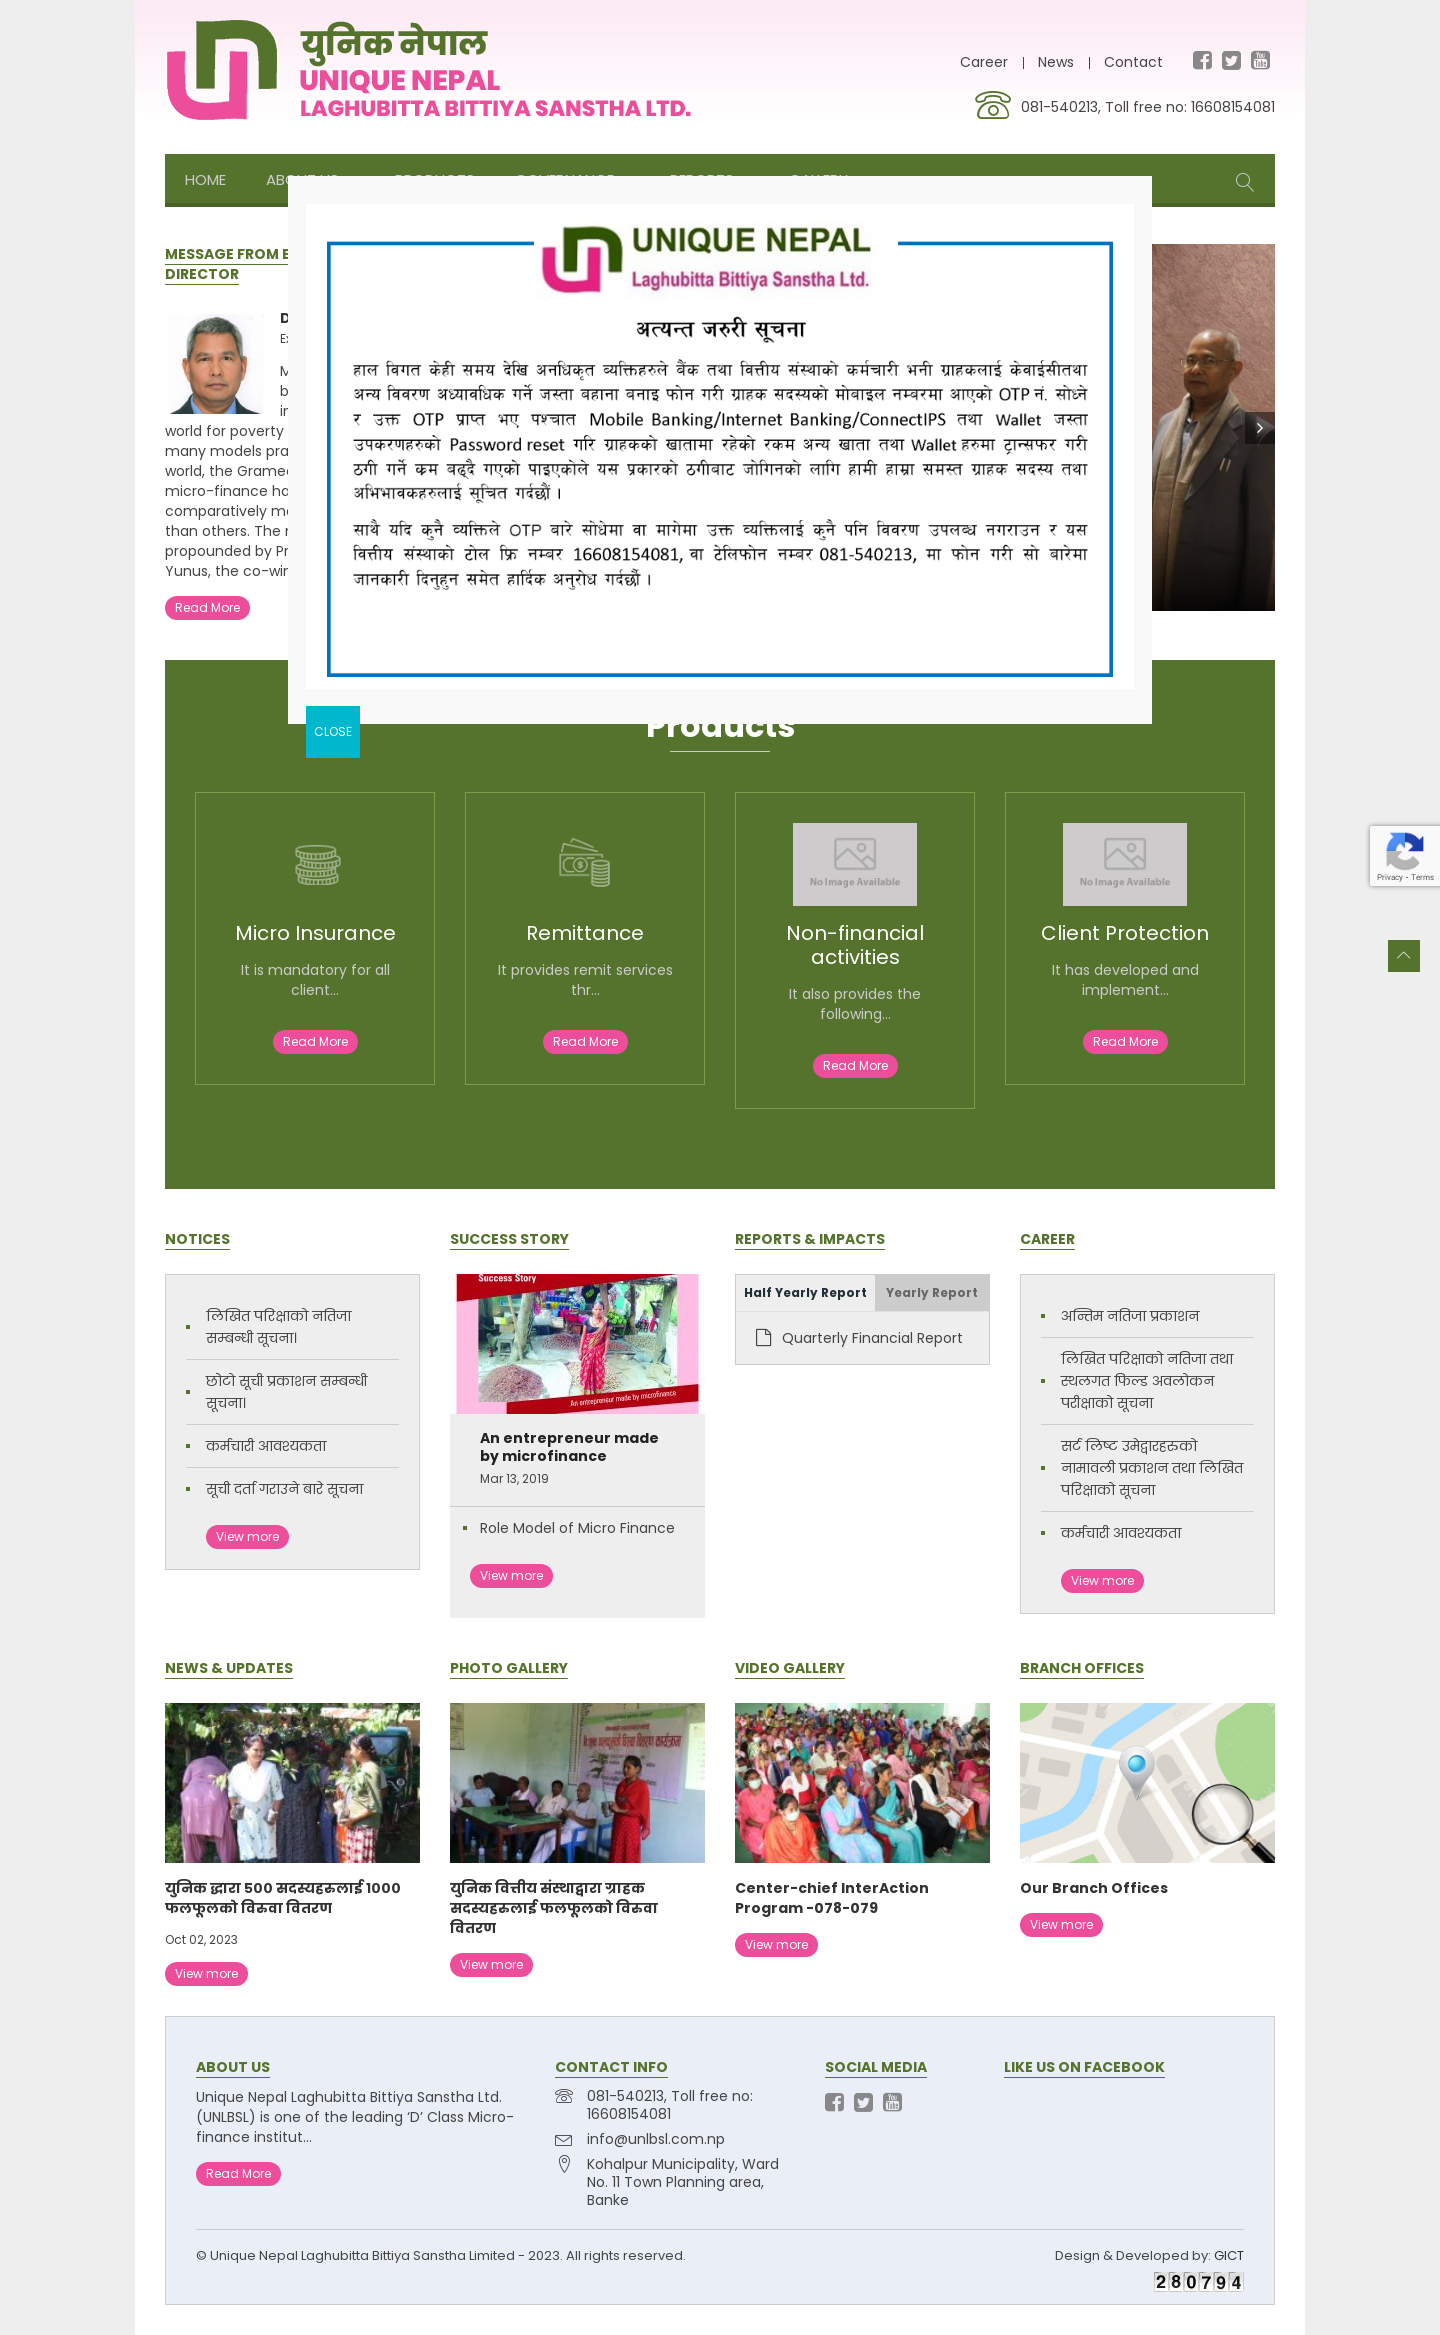 युनिक नेपाल
UNIQUE NEPAL
LAGHUBITTA BITTIYA SANSTHA LTD.
Career | News | Contact
081-540213, Toll free no: 16608154081
HOME
MESSAGE FROM E
DIRECTOR
UNIQUE NEPAL
Laghubitta Bittiya Sanstha Ltd.
अत्यन्त जरुरी सूचना
हाल विगत केही समय देखि अनधिकृत व्यक्तिहरुले बैंक तथा वित्तीय संस्थाको कर्मचारी भनी ग्राहकलाई केवाईसीतथा
अन्य विवरण अध्यावधिक गर्ने जस्ता बहाना बनाइ फोन गरी ग्राहक सदस्यको मोबाइल नम्बरमा आएको OTP नं. सोध्ने
र उक्त OTP प्राप्त भए पश्चात Mobile Banking/Internet Banking/ConnectIPS तथा Wallet जस्ता
उपकरणहरुको Password reset गरि ग्राहकको खातामा रहेको रकम अन्य खाता तथा Wallet हरुमा ट्रान्सफर गरी
ठगी गर्ने क्रम बढ्दै गएको पाइएकोले यस प्रकारको ठगीबाट जोगिनको लागि हामी हाम्रा समस्त ग्राहक सदस्य तथा
अभिभावकहरुलाई सूचित गर्दछौं ।
साथै यदि कुनै व्यक्तिले OTP बारे सोधेमा वा मागेमा उक्त व्यक्तिलाई कुनै पनि विवरण उपलब्ध नगराउन र यस
वित्तीय संस्थाको टोल फ्रि नम्बर 16608154081, वा टेलिफोन नम्बर 081-540213, मा फोन गरी सो बारेमा
जानकारी दिनुहुन समेत हार्दिक अनुरोध गर्दर्छौ ।
CLOSE
D
Ex
M
b
in
world for poverty
many models pra
world, the Gramee
micro-finance ha
comparatively mo
than others. The
propounded by Pr
Yunus, the co-win
Read More
Products
Micro Insurance
It is mandatory for all
client...
Read More
Remittance
It provides remit services
thr...
Read More
No Image Available
Non-financial
activities
It also provides the
following...
Read More
No Image Available
Client Protection
It has developed and
implement...
Read More
Privacy - Terms
NOTICES
लिखित परिक्षाको नतिजा
सम्बन्धी सूचना।
छोटो सूची प्रकाशन सम्बन्धी
सूचना।
कर्मचारी आवश्यकता
सूची दर्ता गराउने बारे सूचना
View more
SUCCESS STORY
Success Story
An entrepreneur made by microfinance
An entrepreneur made
by microfinance
Mar 13, 2019
Role Model of Micro Finance
View more
REPORTS & IMPACTS
Half Yearly Report Yearly Report
Quarterly Financial Report
CAREER
अन्तिम नतिजा प्रकाशन
लिखित परिक्षाको नतिजा तथा
स्थलगत फिल्ड अवलोकन
परीक्षाको सूचना
सर्ट लिष्ट उमेद्वारहरुको
नामावली प्रकाशन तथा लिखित
परिक्षाको सूचना
कर्मचारी आवश्यकता
View more
NEWS & UPDATES
युनिक द्धारा 500 सदस्यहरुलाई 1000
फलफूलको विरुवा वितरण
Oct 02, 2023
View more
PHOTO GALLERY
युनिक वित्तीय संस्थाद्वारा ग्राहक
सदस्यहरुलाई फलफूलको विरुवा
वितरण
View more
VIDEO GALLERY
Center-chief InterAction
Program -078-079
View more
BRANCH OFFICES
Our Branch Offices
View more
ABOUT US
Unique Nepal Laghubitta Bittiya Sanstha Ltd.
(UNLBSL) is one of the leading ‘D’ Class Micro-
finance institut...
Read More
CONTACT INFO
081-540213, Toll free no:
16608154081
info@unlbsl.com.np
Kohalpur Municipality, Ward
No. 11 Town Planning area,
Banke
SOCIAL MEDIA
LIKE US ON FACEBOOK
© Unique Nepal Laghubitta Bittiya Sanstha Limited - 2023. All rights reserved.
Design & Developed by: GICT
280794